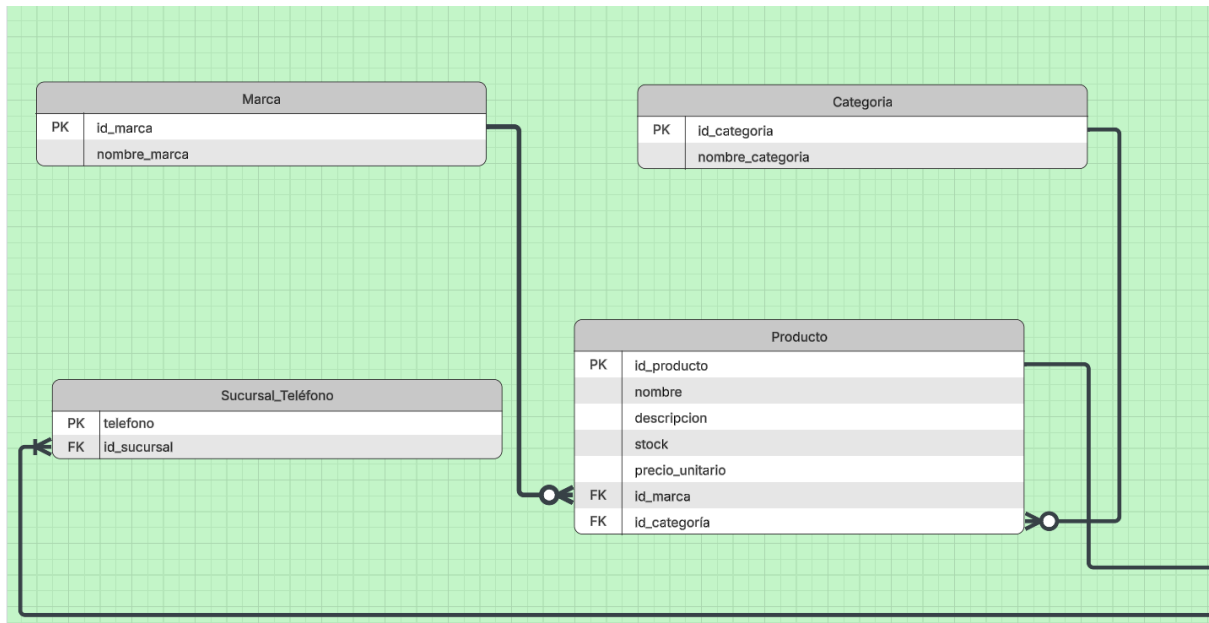 Marca
PK id_marca
nombre_marca
Categoria
PK id_categoria
nombre_categoria
Sucursal_Teléfono
PK telefono
FK id_sucursal
Producto
PK id_producto
nombre
descripcion
stock
precio_unitario
FK id_marca
FK id_categoría